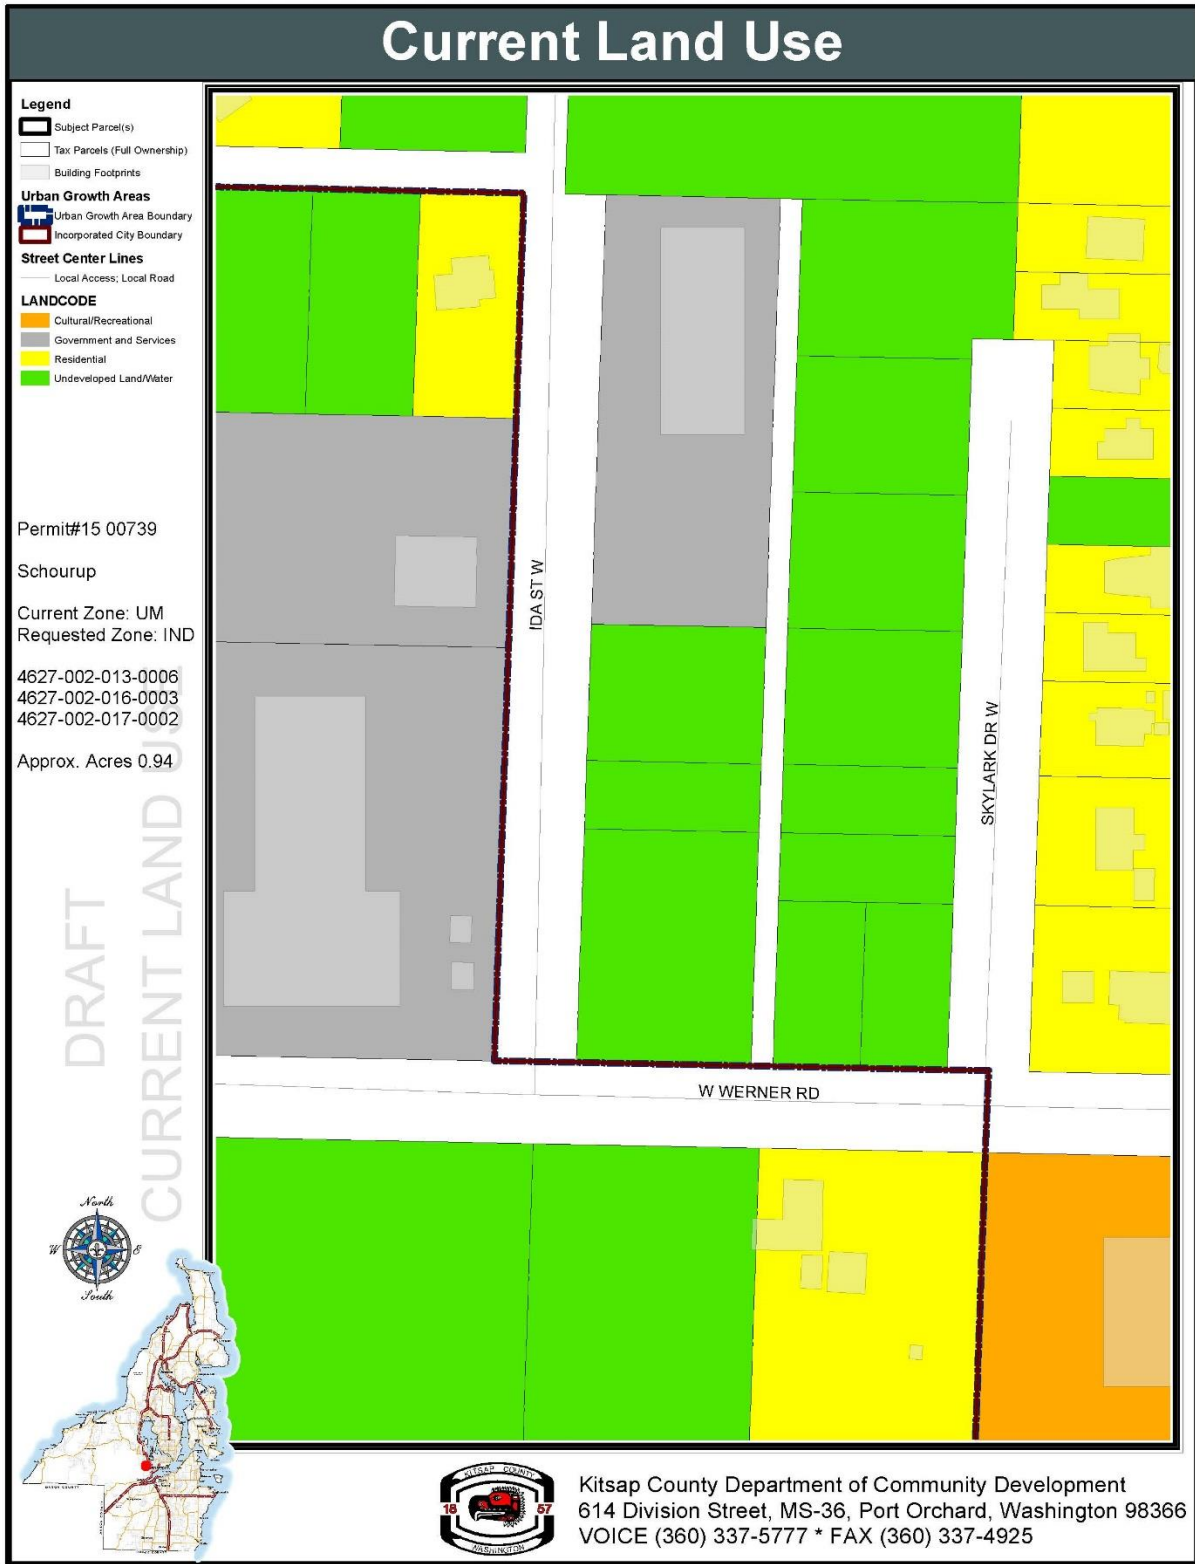 Current Land Use
Legend
Subject Parcel(s)
Tax Parcels (Full Ownership)
Building Footprints
Urban Growth Areas
Urban Growth Area Boundary
Incorporated City Boundary
Street Center Lines
Local Access; Local Road
LANDCODE
Cultural/Recreational
Government and Services
Residential
Undeveloped Land/Water
Permit#15 00739
Schourup
Current Zone: UM
Requested Zone: IND
4627-002-013-0006
4627-002-016-0003
4627-002-017-0002
Approx. Acres 0.94
DRAFT
CURRENT LAND USE
IDA ST W
SKYLARK DR W
W WERNER RD
North
W
E
South
KITSAP COUNTY
18 57
WASHINGTON
Kitsap County Department of Community Development
614 Division Street, MS-36, Port Orchard, Washington 98366
VOICE (360) 337-5777 * FAX (360) 337-4925